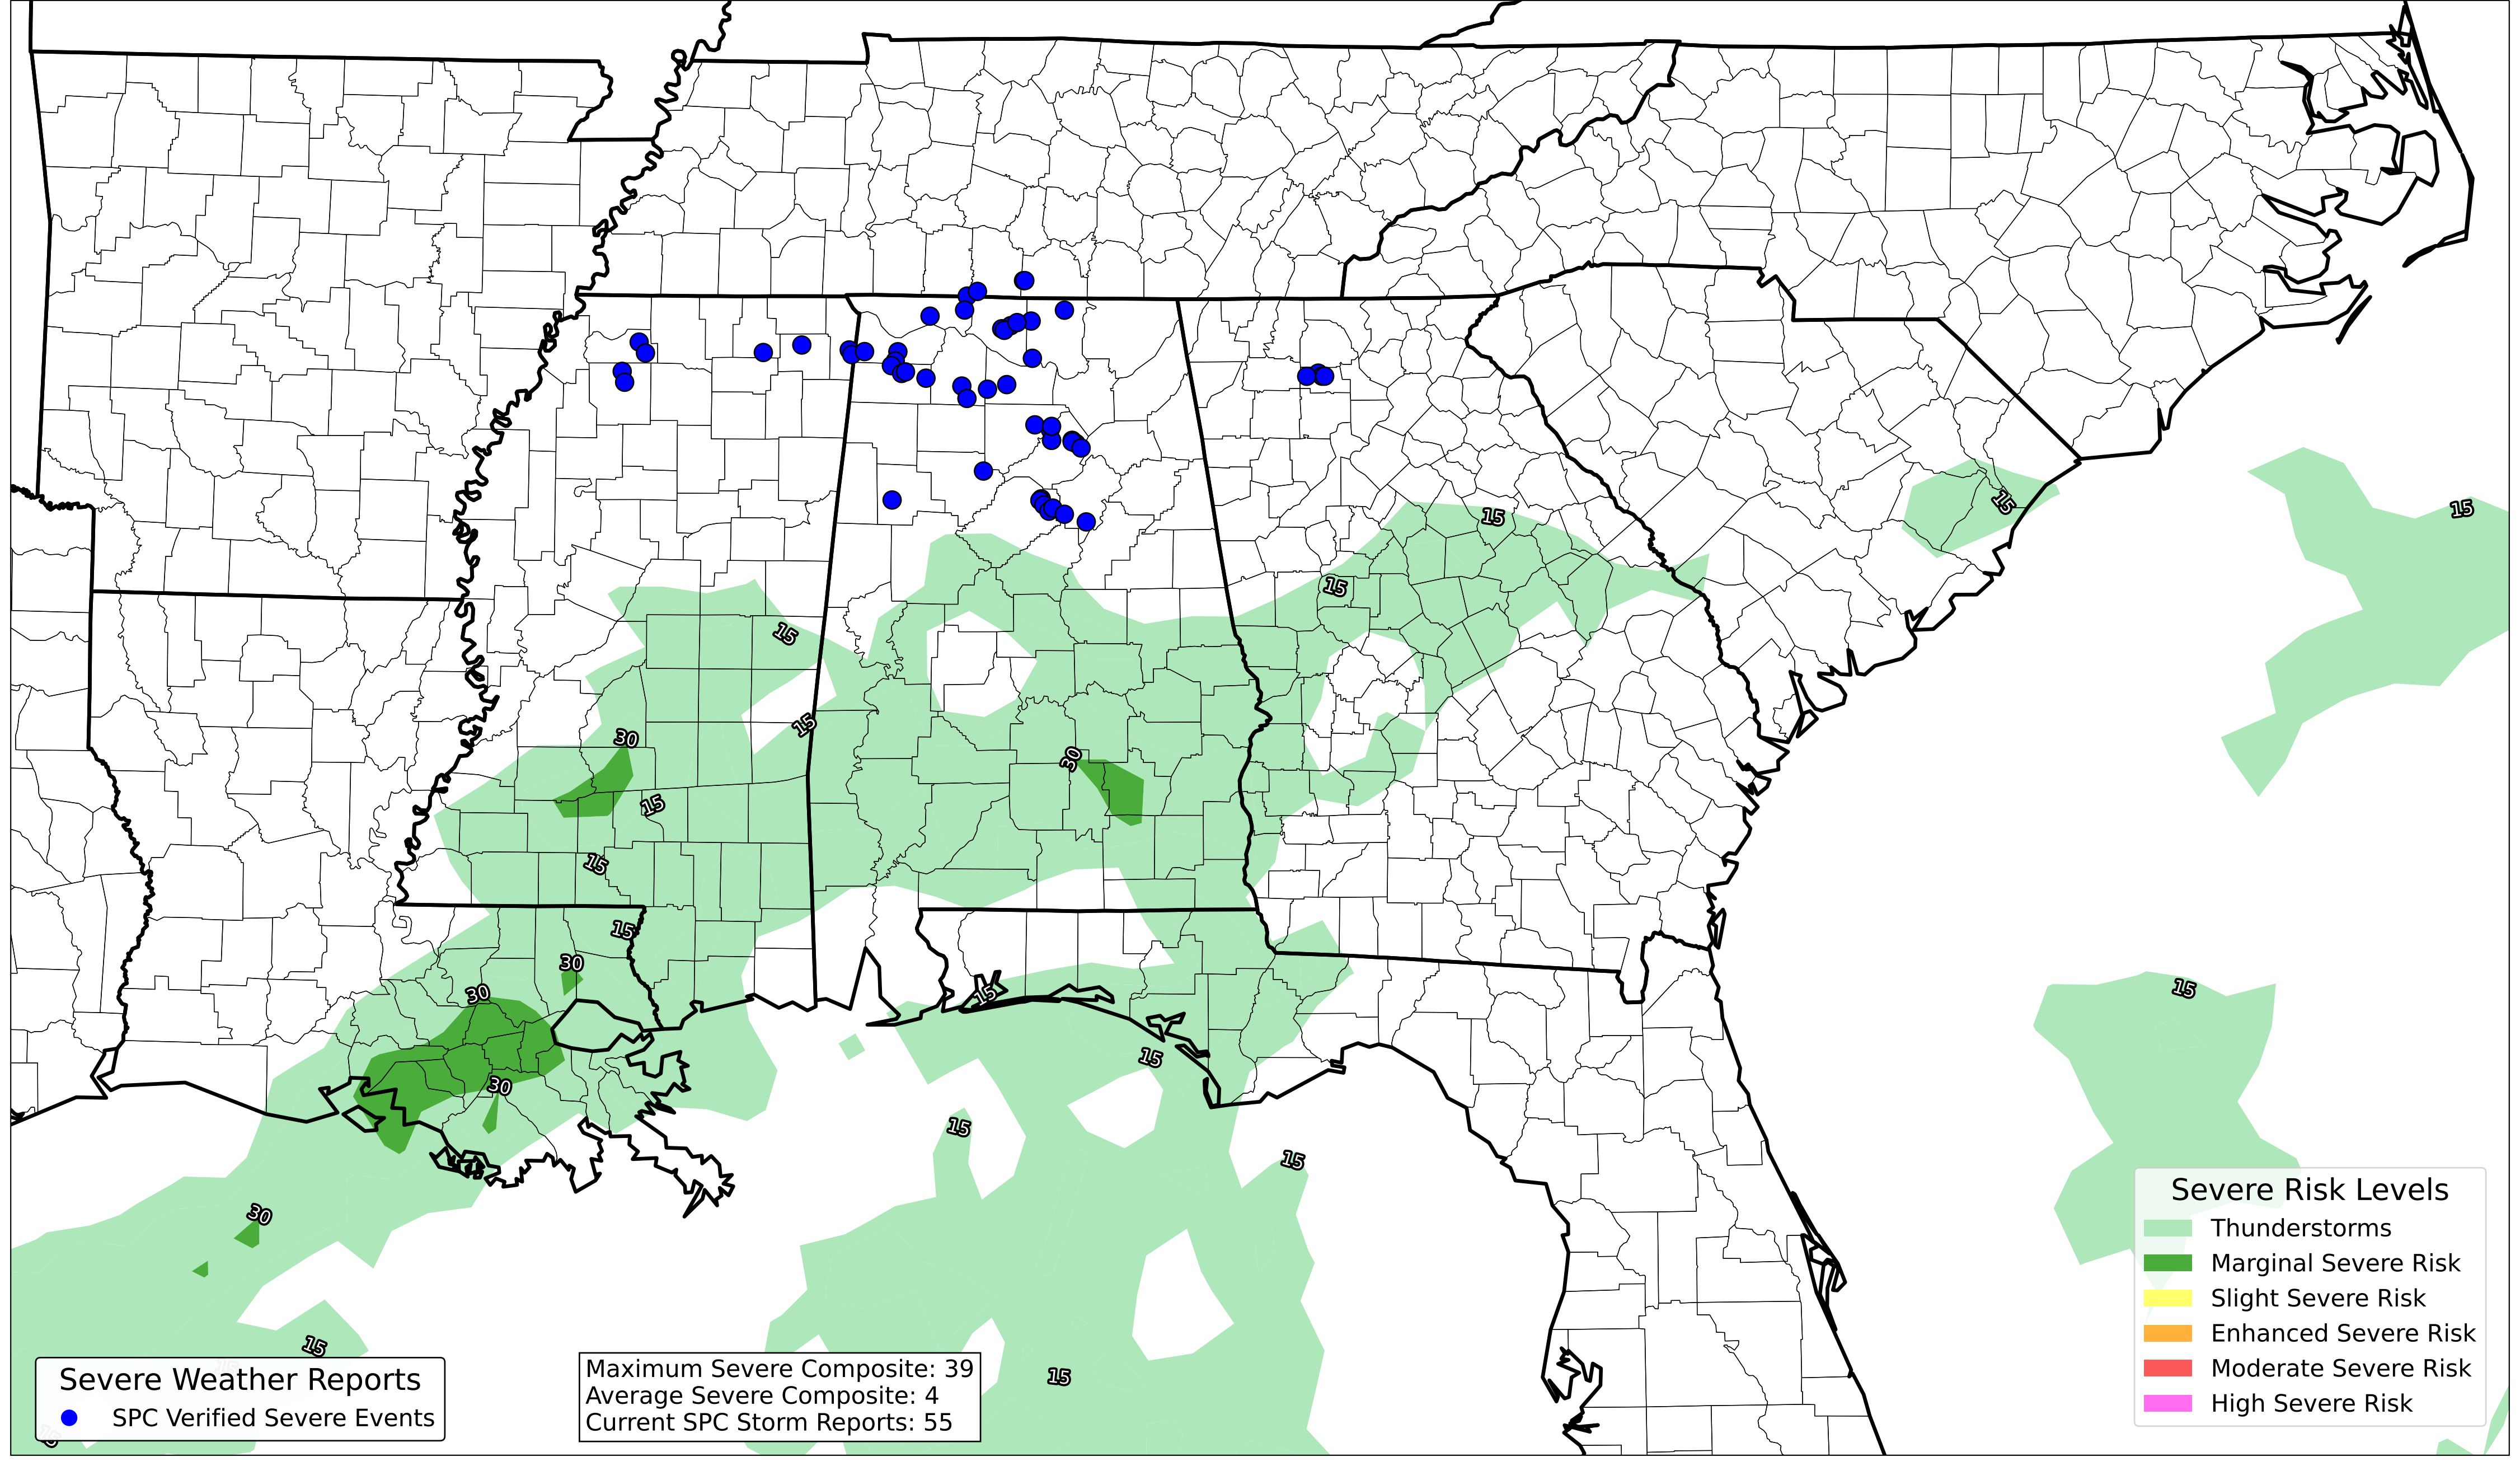 15
15
15
15
15
15
30
15
30
15
15
15
30
15
30
15
15
30
15
15
30
15
15
Severe Weather Reports
SPC Verified Severe Events
Maximum Severe Composite: 39
Average Severe Composite: 4
Current SPC Storm Reports: 55
Severe Risk Levels
Thunderstorms
Marginal Severe Risk
Slight Severe Risk
Enhanced Severe Risk
Moderate Severe Risk
High Severe Risk